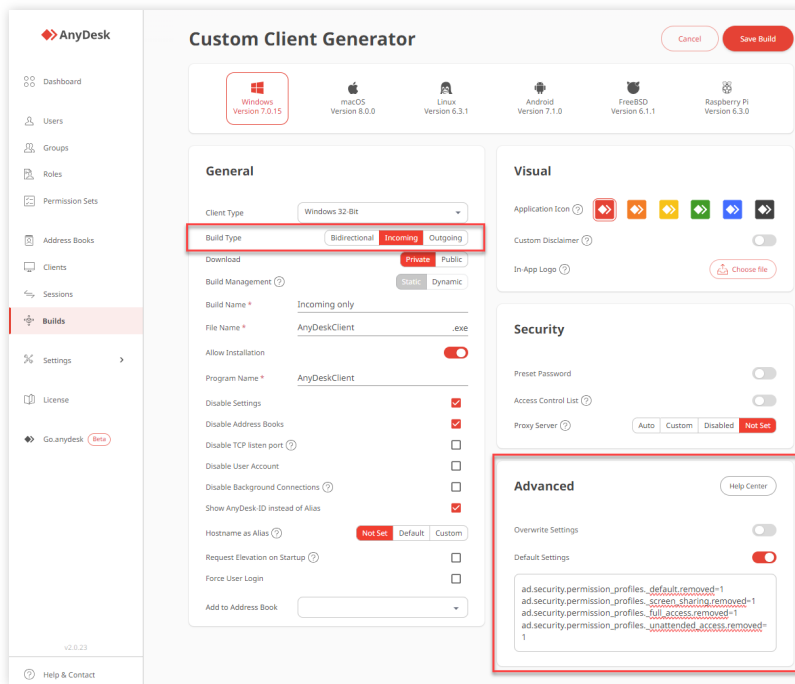 AnyDesk
Dashboard
Users
Groups
Roles
Permission Sets
Address Books
Clients
Sessions
Builds
Settings
License
Go.anydesk Beta
v2.0.23
Help & Contact
Custom Client Generator
Cancel
Save Build
Windows
Version 7.0.15
macOS
Version 8.0.0
Linux
Version 6.3.1
Android
Version 7.1.0
FreeBSD
Version 6.1.1
Raspberry Pi
Version 6.3.0
General
Client Type Windows 32-Bit
Build Type Bidirectional Incoming Outgoing
Download Private Public
Build Management ? Static Dynamic
Build Name * Incoming only
File Name * AnyDeskClient .exe
Allow Installation
Program Name * AnyDeskClient
Disable Settings
Disable Address Books
Disable TCP listen port ?
Disable User Account
Disable Background Connections ?
Show AnyDesk-ID instead of Alias
Hostname as Alias ? Not Set Default Custom
Request Elevation on Startup ?
Force User Login
Add to Address Book
Visual
Application Icon ?
Custom Disclaimer ?
In-App Logo ? Choose file
Security
Preset Password
Access Control List ?
Proxy Server ? Auto Custom Disabled Not Set
Advanced
Help Center
Overwrite Settings
Default Settings
ad.security.permission_profiles._default.removed=1
ad.security.permission_profiles._screen_sharing.removed=1
ad.security.permission_profiles._full_access.removed=1
ad.security.permission_profiles._unattended_access.removed=
1